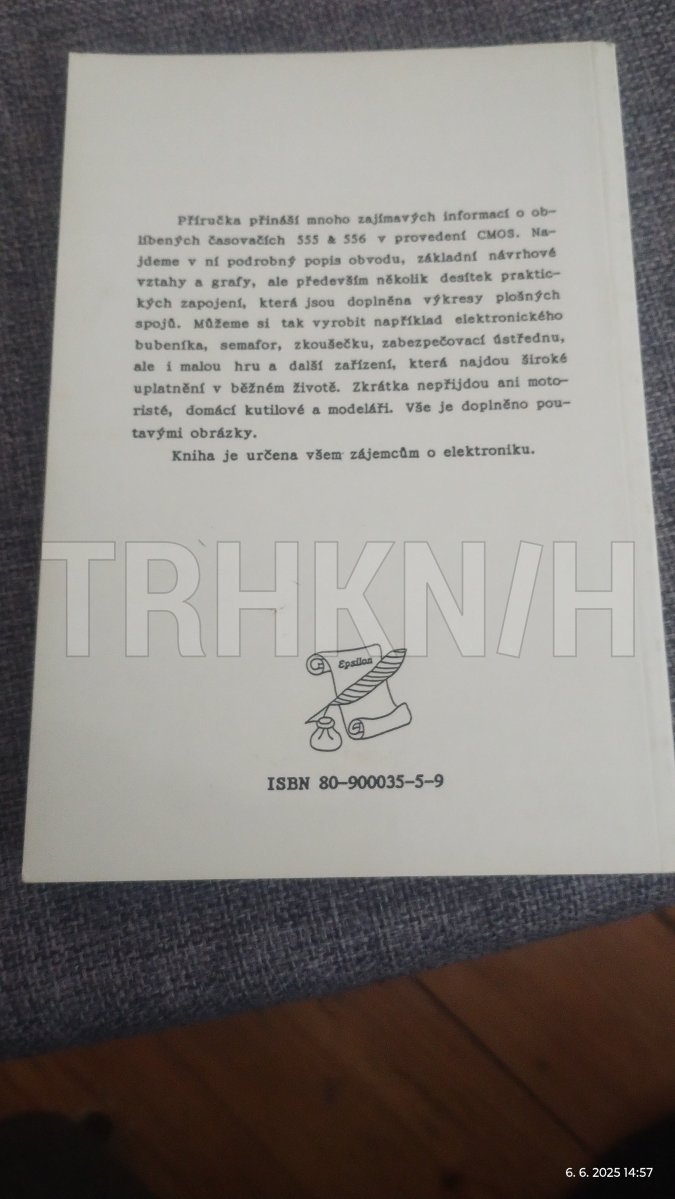 Příručka přináší mnoho zajímavých informací o ob-
líbených časovačích 555 & 556 v provedení CMOS. Na-
jdeme v ní podrobný popis obvodu, základní návrhové
vztahy a grafy, ale především několik desítek praktic-
kých zapojení, která jsou doplněna výkresy plošných
spojů. Můžeme si tak vyrobit například elektronického
bubeníka, semafor, zkoušečku, zabezpečovací ústřednu,
ale i malou hru a další zařízení, která najdou široké
uplatnění v běžném životě. Zkrátka nepřijdou ani moto-
risté, domácí kutilové a modeláři. Vše je doplněno pou-
tavými obrázky.
Kniha je určena všem zájemcům o elektroniku.
TRHKNIH
Epsilon
ISBN 80-900035-5-9
6. 6. 2025 14:57